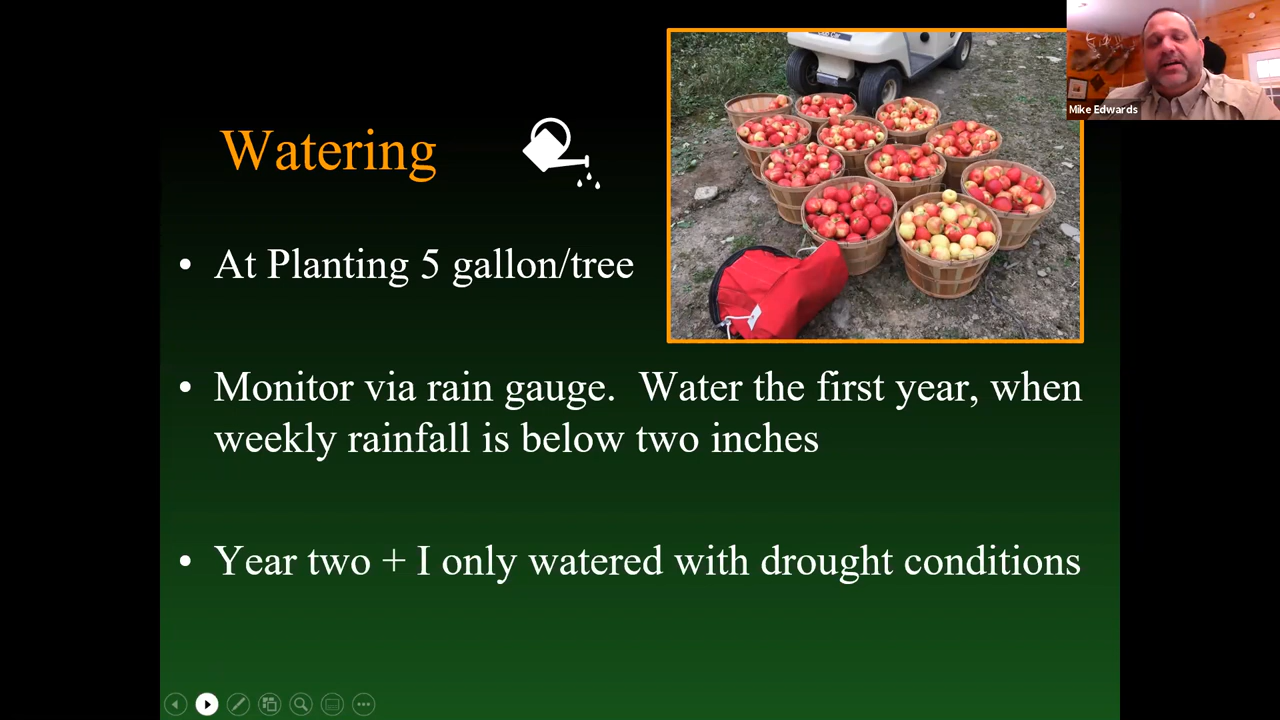 Mike Edwards
Watering
• At Planting 5 gallon/tree
• Monitor via rain gauge.  Water the first year, when
weekly rainfall is below two inches
• Year two + I only watered with drought conditions